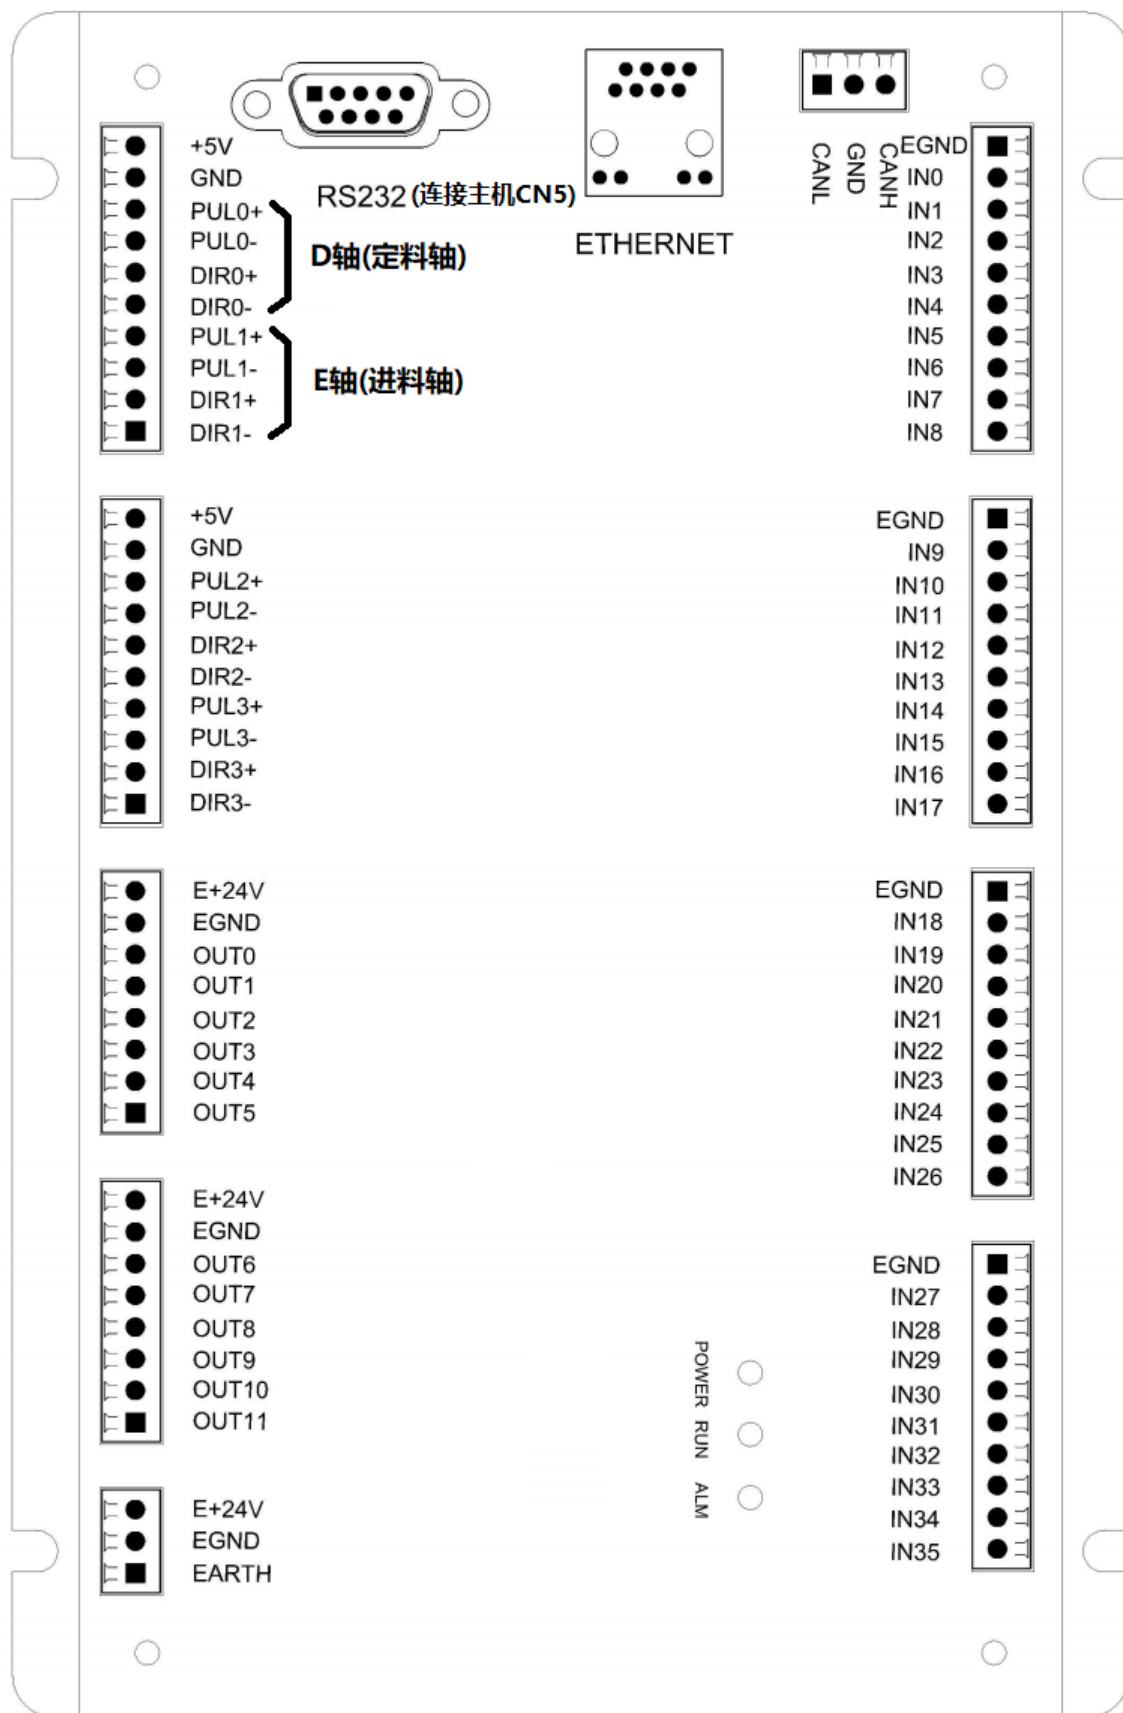 RS232 (连接主机CN5)
ETHERNET
CANL
GND
CANH
+5V
GND
PUL0+
PUL0-
DIR0+
DIR0-
PUL1+
PUL1-
DIR1+
DIR1-
D轴(定料轴)
E轴(进料轴)
+5V
GND
PUL2+
PUL2-
DIR2+
DIR2-
PUL3+
PUL3-
DIR3+
DIR3-
E+24V
EGND
OUT0
OUT1
OUT2
OUT3
OUT4
OUT5
E+24V
EGND
OUT6
OUT7
OUT8
OUT9
OUT10
OUT11
E+24V
EGND
EARTH
EGND
IN0
IN1
IN2
IN3
IN4
IN5
IN6
IN7
IN8
EGND
IN9
IN10
IN11
IN12
IN13
IN14
IN15
IN16
IN17
EGND
IN18
IN19
IN20
IN21
IN22
IN23
IN24
IN25
IN26
EGND
IN27
IN28
IN29
IN30
IN31
IN32
IN33
IN34
IN35
POWER
RUN
ALM